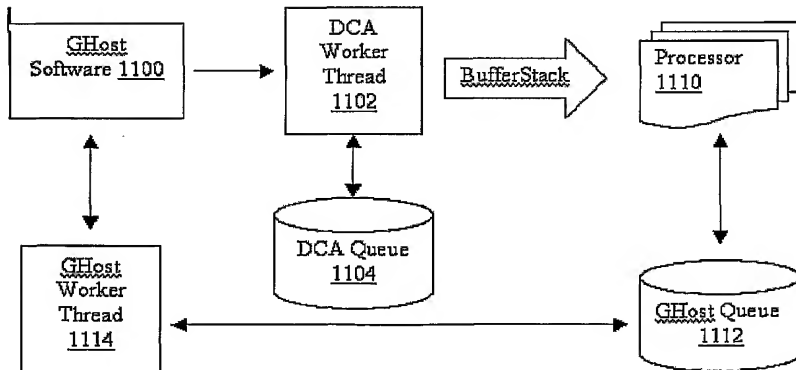 GHost
Software 1100
DCA
Worker
Thread
1102
BufferStack
Processor
1110
GHost
Worker
Thread
1114
DCA Queue
1104
GHost Queue
1112